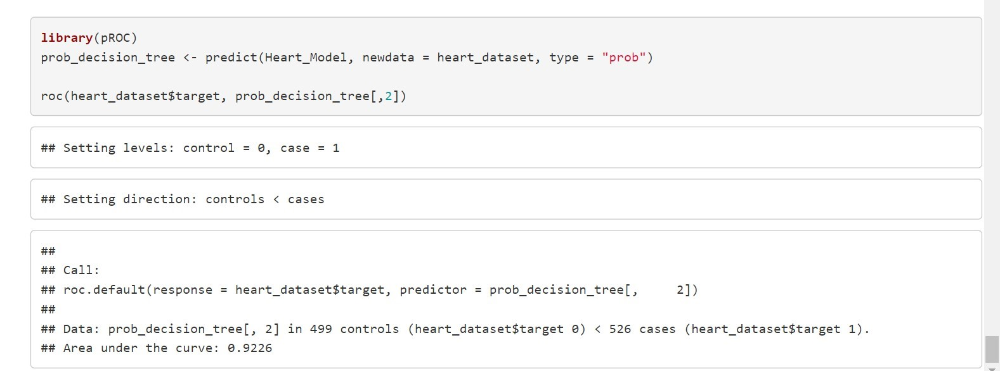 library(pROC)
prob_decision_tree <- predict(Heart_Model, newdata = heart_dataset, type = "prob")
roc(heart_dataset$target, prob_decision_tree[,2])
## Setting levels: control = 0, case = 1
## Setting direction: controls < cases
##
## Call:
## roc.default(response = heart_dataset$target, predictor = prob_decision_tree[,     2])
##
## Data: prob_decision_tree[, 2] in 499 controls (heart_dataset$target 0) < 526 cases (heart_dataset$target 1).
## Area under the curve: 0.9226